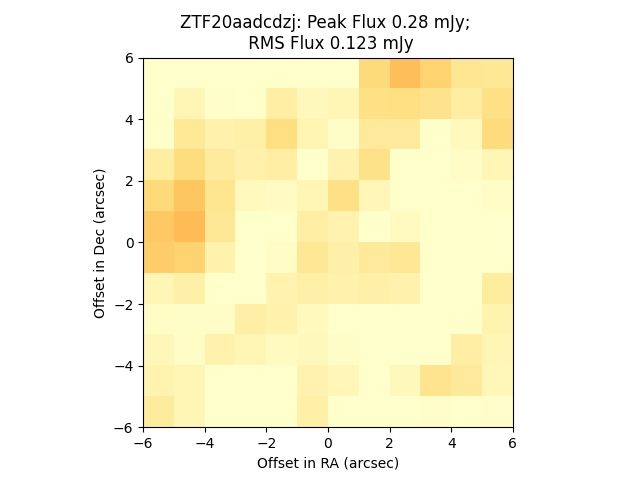 ZTF20aadcdzj: Peak Flux 0.28 mJy;
RMS Flux 0.123 mJy
6
4
2
0
−2
−4
−6
Offset in Dec (arcsec)
−6 −4 −2 0 2 4 6
Offset in RA (arcsec)